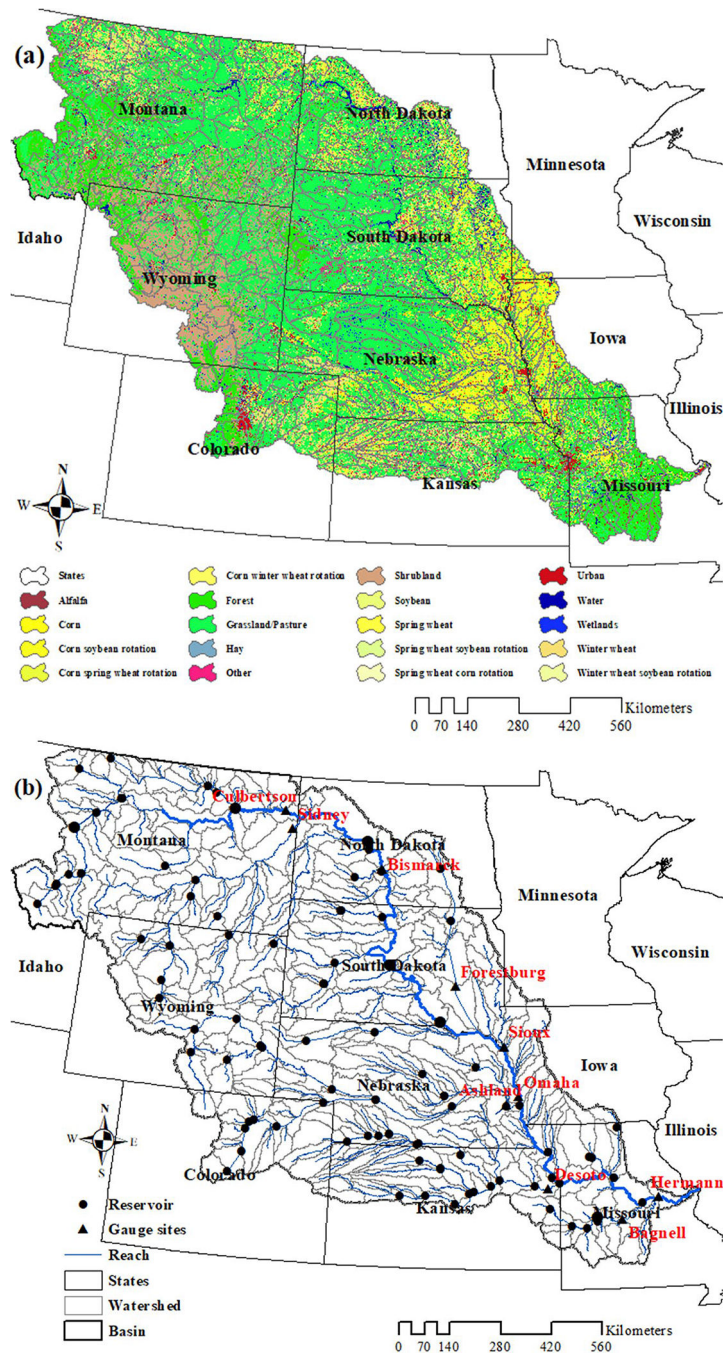 (a)
Montana
North Dakota
Minnesota
Wisconsin
South Dakota
Idaho
Wyoming
Iowa
Nebraska
Illinois
Colorado
Kansas
Missouri
N
W E
S
States
Corn winter wheat rotation
Shrubland
Urban
Alfalfa
Forest
Soybean
Water
Corn
Grassland/Pasture
Spring wheat
Wetlands
Corn soybean rotation
Hay
Spring wheat soybean rotation
Winter wheat
Corn spring wheat rotation
Other
Spring wheat corn rotation
Winter wheat soybean rotation
Kilometers
0 70 140 280 420 560
(b)
Culbertson
Sidney
Montana
North Dakota
Bismarck
Minnesota
Wisconsin
Idaho
South Dakota
Forestburg
Wyoming
Sioux
Iowa
Nebraska
Ashland
Omaha
Illinois
N
W E
S
Colorado
Desoto
Hermann
Kansas
Missouri
Bagnell
Reservoir
Gauge sites
Reach
States
Watershed
Basin
Kilometers
0 70 140 280 420 560